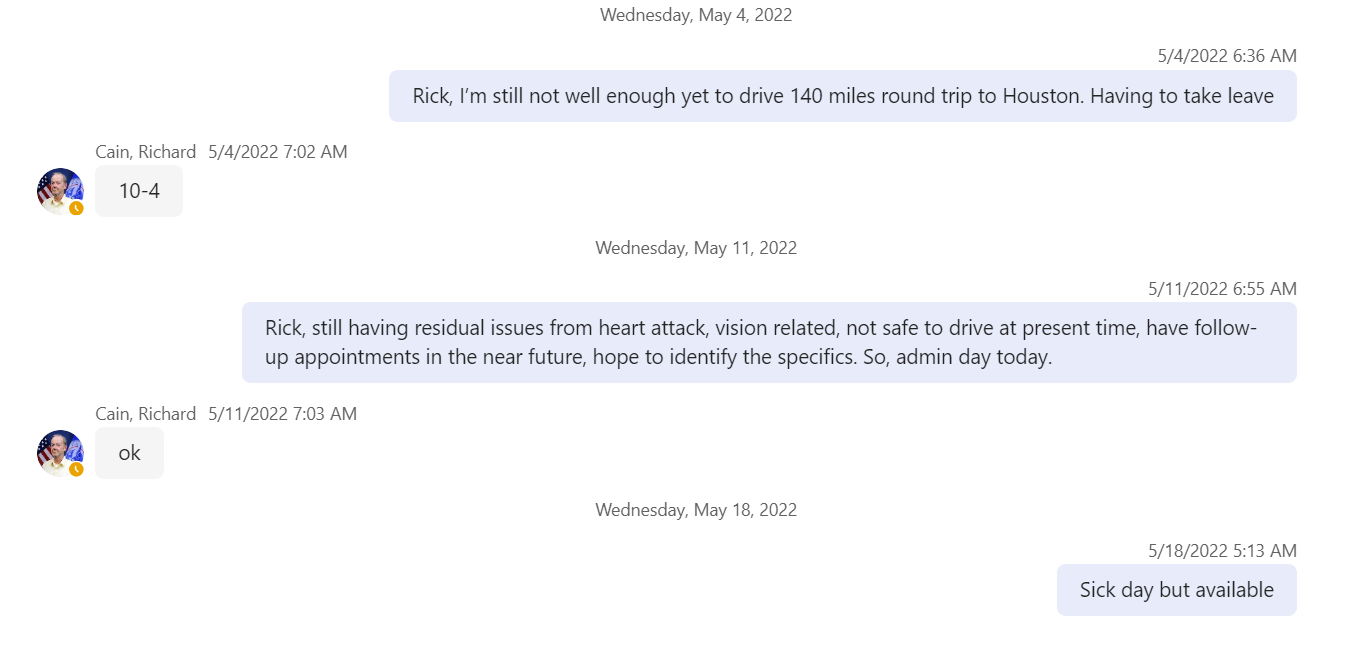 Wednesday, May 4, 2022
5/4/2022 6:36 AM
Rick, I’m still not well enough yet to drive 140 miles round trip to Houston. Having to take leave
Cain, Richard 5/4/2022 7:02 AM
10-4
Wednesday, May 11, 2022
5/11/2022 6:55 AM
Rick, still having residual issues from heart attack, vision related, not safe to drive at present time, have follow-
up appointments in the near future, hope to identify the specifics. So, admin day today.
Cain, Richard 5/11/2022 7:03 AM
ok
Wednesday, May 18, 2022
5/18/2022 5:13 AM
Sick day but available